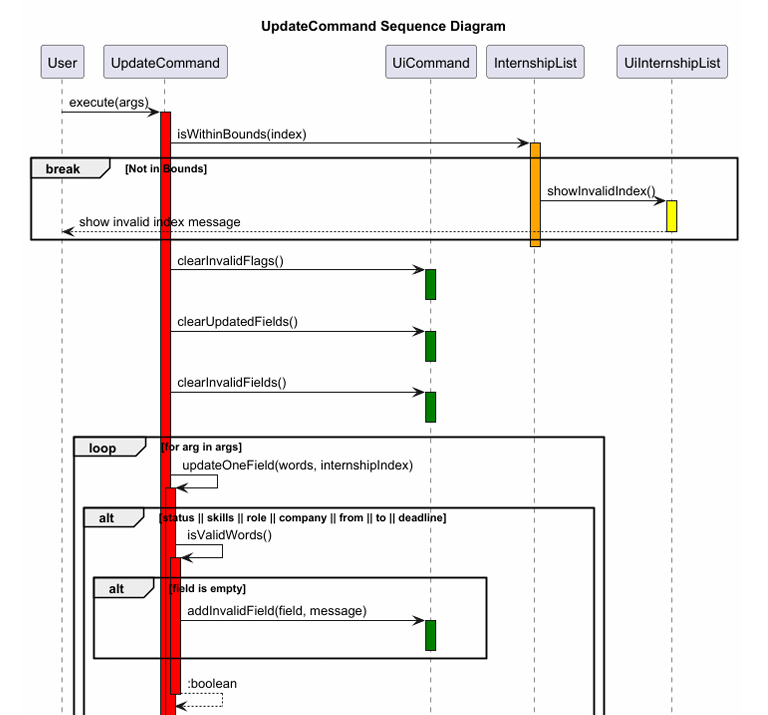 UpdateCommand Sequence Diagram
User
UpdateCommand
UiCommand
InternshipList
UiInternshipList
execute(args)
isWithinBounds(index)
break
[Not in Bounds]
showInvalidIndex()
show invalid index message
clearInvalidFlags()
clearUpdatedFields()
clearInvalidFields()
loop
[for arg in args]
updateOneField(words, internshipIndex)
alt
[status || skills || role || company || from || to || deadline]
isValidWords()
alt
[field is empty]
addInvalidField(field, message)
:boolean